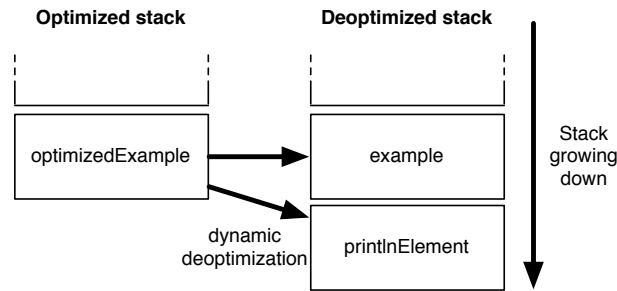 Optimized stack
Deoptimized stack
optimizedExample
example
Stack
growing
down
dynamic
deoptimization
printlnElement